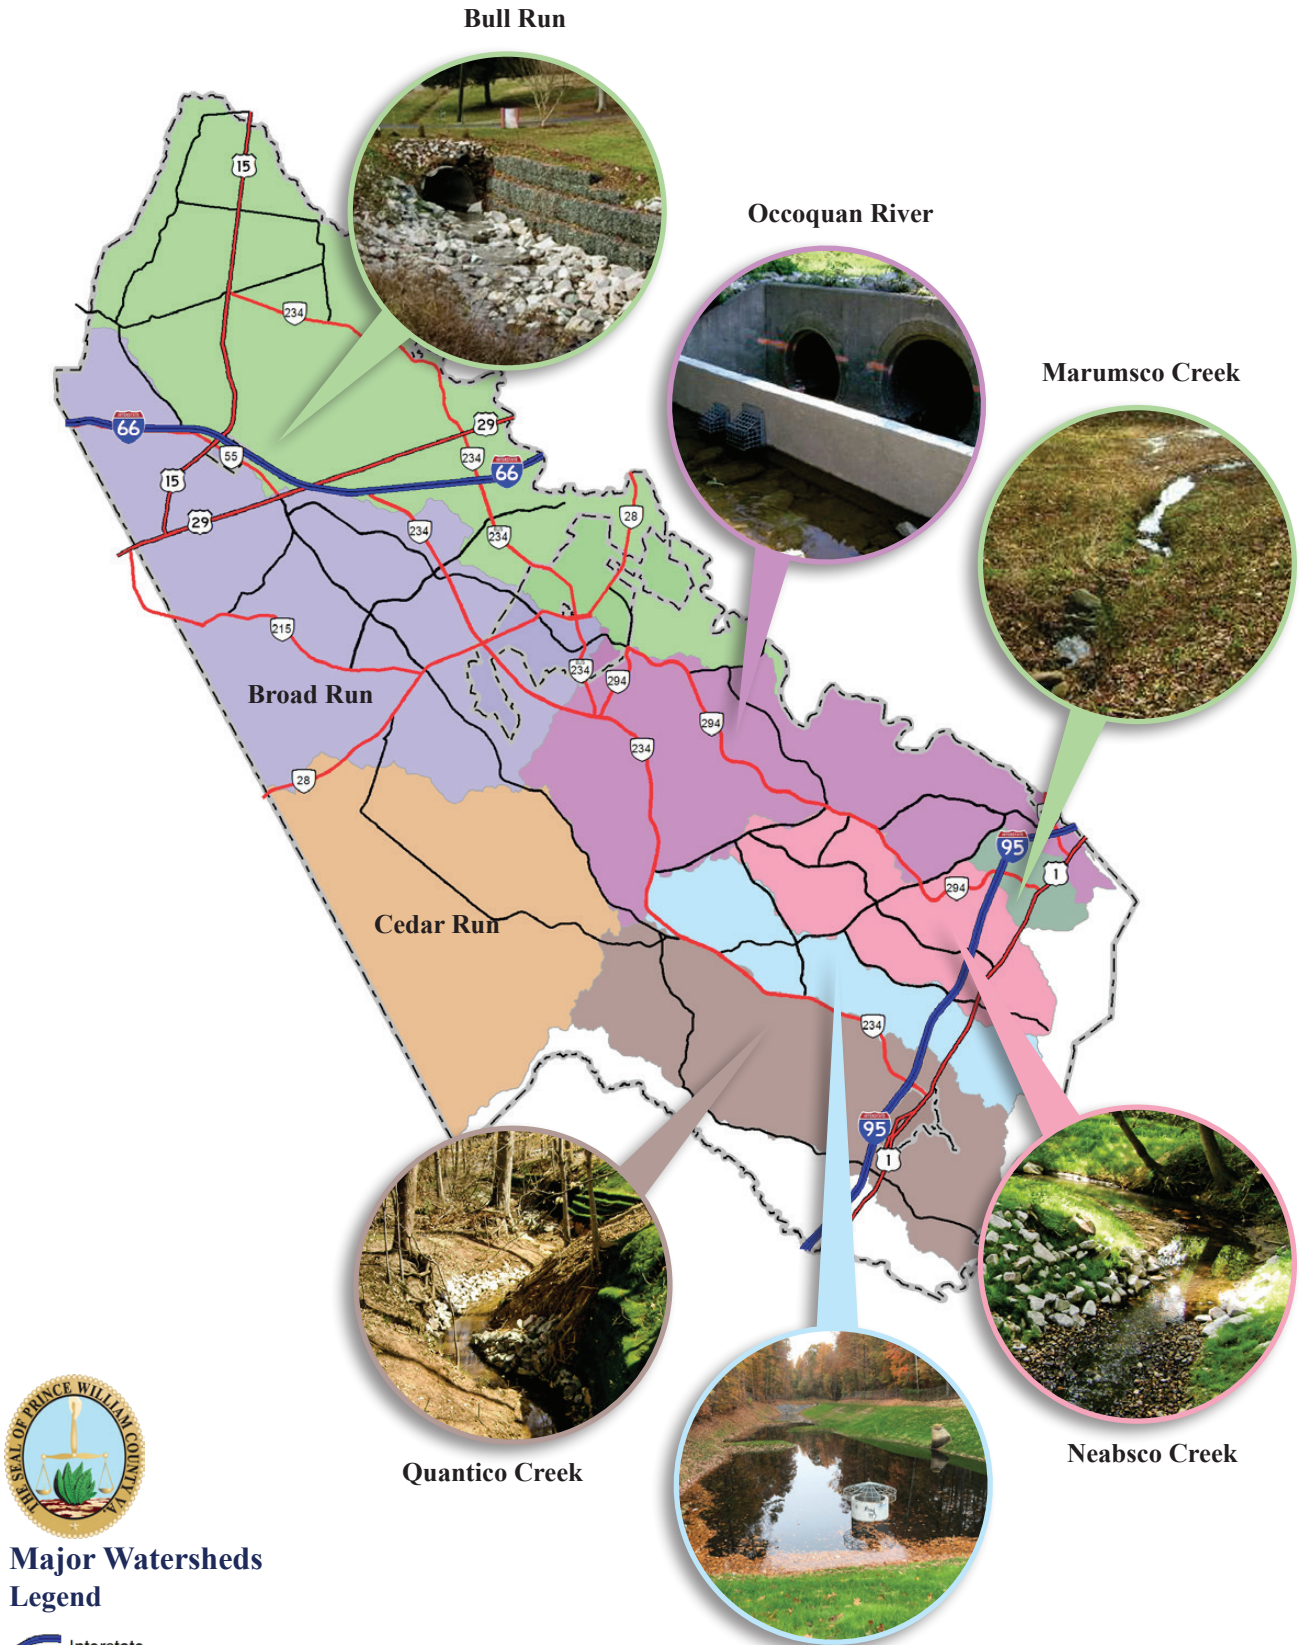 Bull Run
15
Occoquan River
234
Marumsco Creek
66
29
55
234
66
15
29
234
234
28
215
234
294
Broad Run
294
234
28
95
1
294
Cedar Run
234
95
1
Quantico Creek
Neabsco Creek
THE SEAL OF PRINCE WILLIAM COUNTY VA.
Major Watersheds
Legend
Interstate